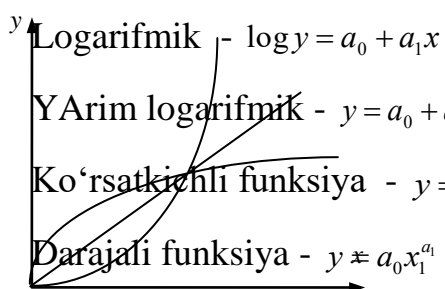 y
Logarifmik - log y = a₀ + a₁x
YArim logarifmik - y = a₀ +
Ko‘rsatkichli funksiya - y =
Darajali funksiya - y = a₀x₁^a₁